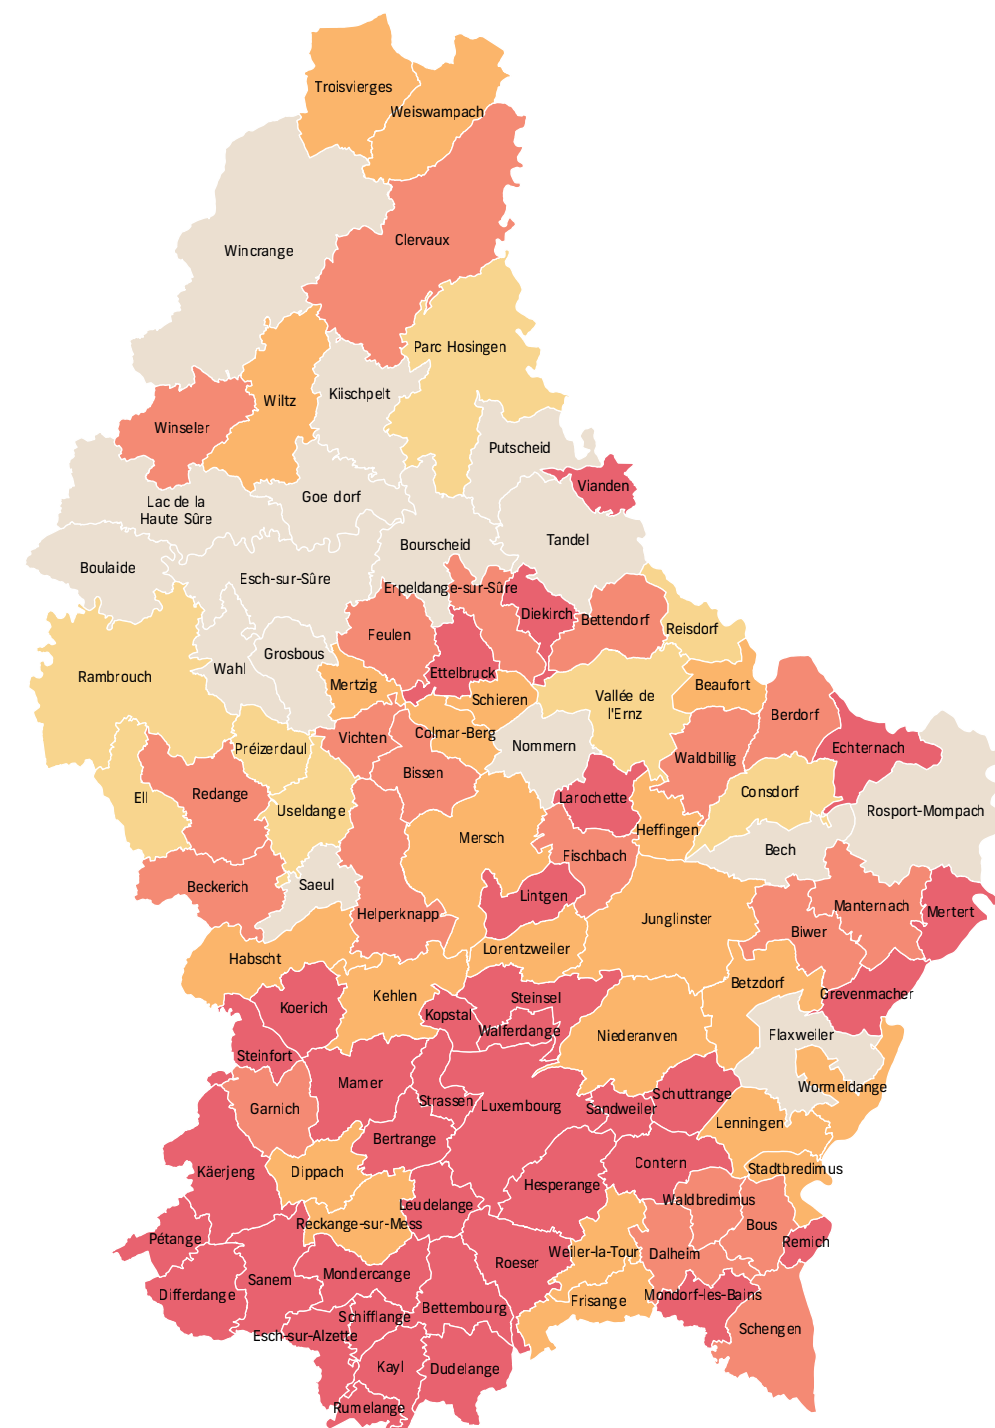 Troisvierges
Weiswampach
Clervaux
Wincrange
Parc Hosingen
Kiischpelt
Wiltz
Winseler
Putscheid
Vianden
Goe dorf
Lac de la
Haute Sûre
Tandel
Bourscheid
Boulaide
Esch-sur-Sûre
Erpeldange-sur-Sûre
Diekirch
Bettendorf
Reisdorf
Feulen
Grosbous
Wahl
Ettelbruck
Rambrouch
Mertzig
Beaufort
Schieren
Vallée de
l'Ernz
Berdorf
Colmar-Berg
Vichten
Nommern
Echternach
Préizerdaul
Waldbillig
Bissen
Redange
Consdorf
Ell
Larochette
Useldange
Rosport-Mompach
Heffingen
Mersch
Bech
Fischbach
Saeul
Beckerich
Lintgen
Manternach
Mertert
Helperknapp
Junglinster
Biwer
Lorentzweiler
Habscht
Betzdorf
Grevenmacher
Kehlen
Steinsel
Koerich
Kopstal
Walferdange
Niederanven
Flaxweiler
Steinfort
Mamer
Wormeldange
Schuttrange
Strassen
Luxembourg
Sandweiler
Garnich
Lenningen
Bertrange
Contern
Stadtbredimus
Käerjeng
Dippach
Hesperange
Waldbredimus
Leudelange
Reckange-sur-Mess
Bous
Pétange
Remich
Weiler-la-Tour
Dalheim
Roeser
Mondercange
Sanem
Differdange
Mondorf-les-Bains
Frisange
Bettembourg
Schifflange
Schengen
Esch-sur-Alzette
Kayl
Dudelange
Rumelange